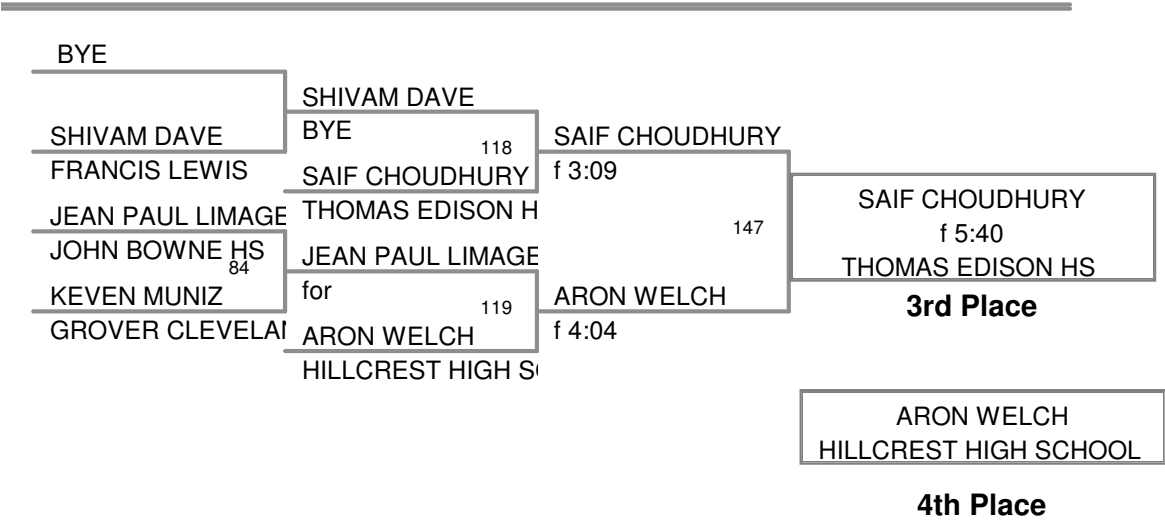 BYE
SHIVAM DAVE
FRANCIS LEWIS
JEAN PAUL LIMAGE
JOHN BOWNE HS
84
KEVEN MUNIZ
GROVER CLEVELAN
SHIVAM DAVE
BYE
118
SAIF CHOUDHURY
THOMAS EDISON H
JEAN PAUL LIMAGE
for
119
ARON WELCH
HILLCREST HIGH S
SAIF CHOUDHURY
f 3:09
147
ARON WELCH
f 4:04
SAIF CHOUDHURY
f 5:40
THOMAS EDISON HS
3rd Place
ARON WELCH
HILLCREST HIGH SCHOOL
4th Place